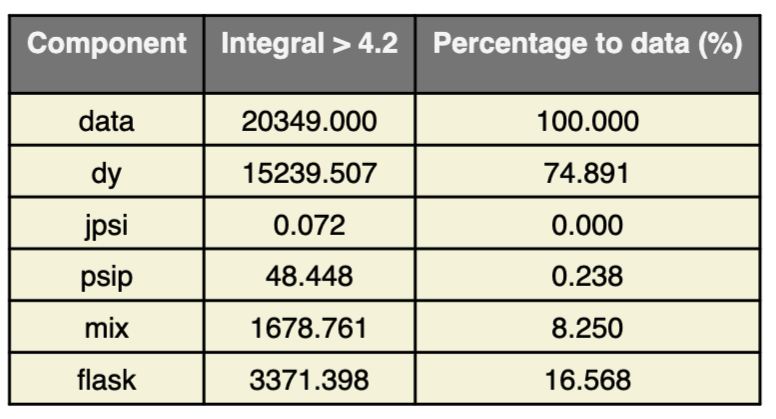 Component Integral > 4.2 Percentage to data (%)
data 20349.000 100.000
dy 15239.507 74.891
jpsi 0.072 0.000
psip 48.448 0.238
mix 1678.761 8.250
flask 3371.398 16.568